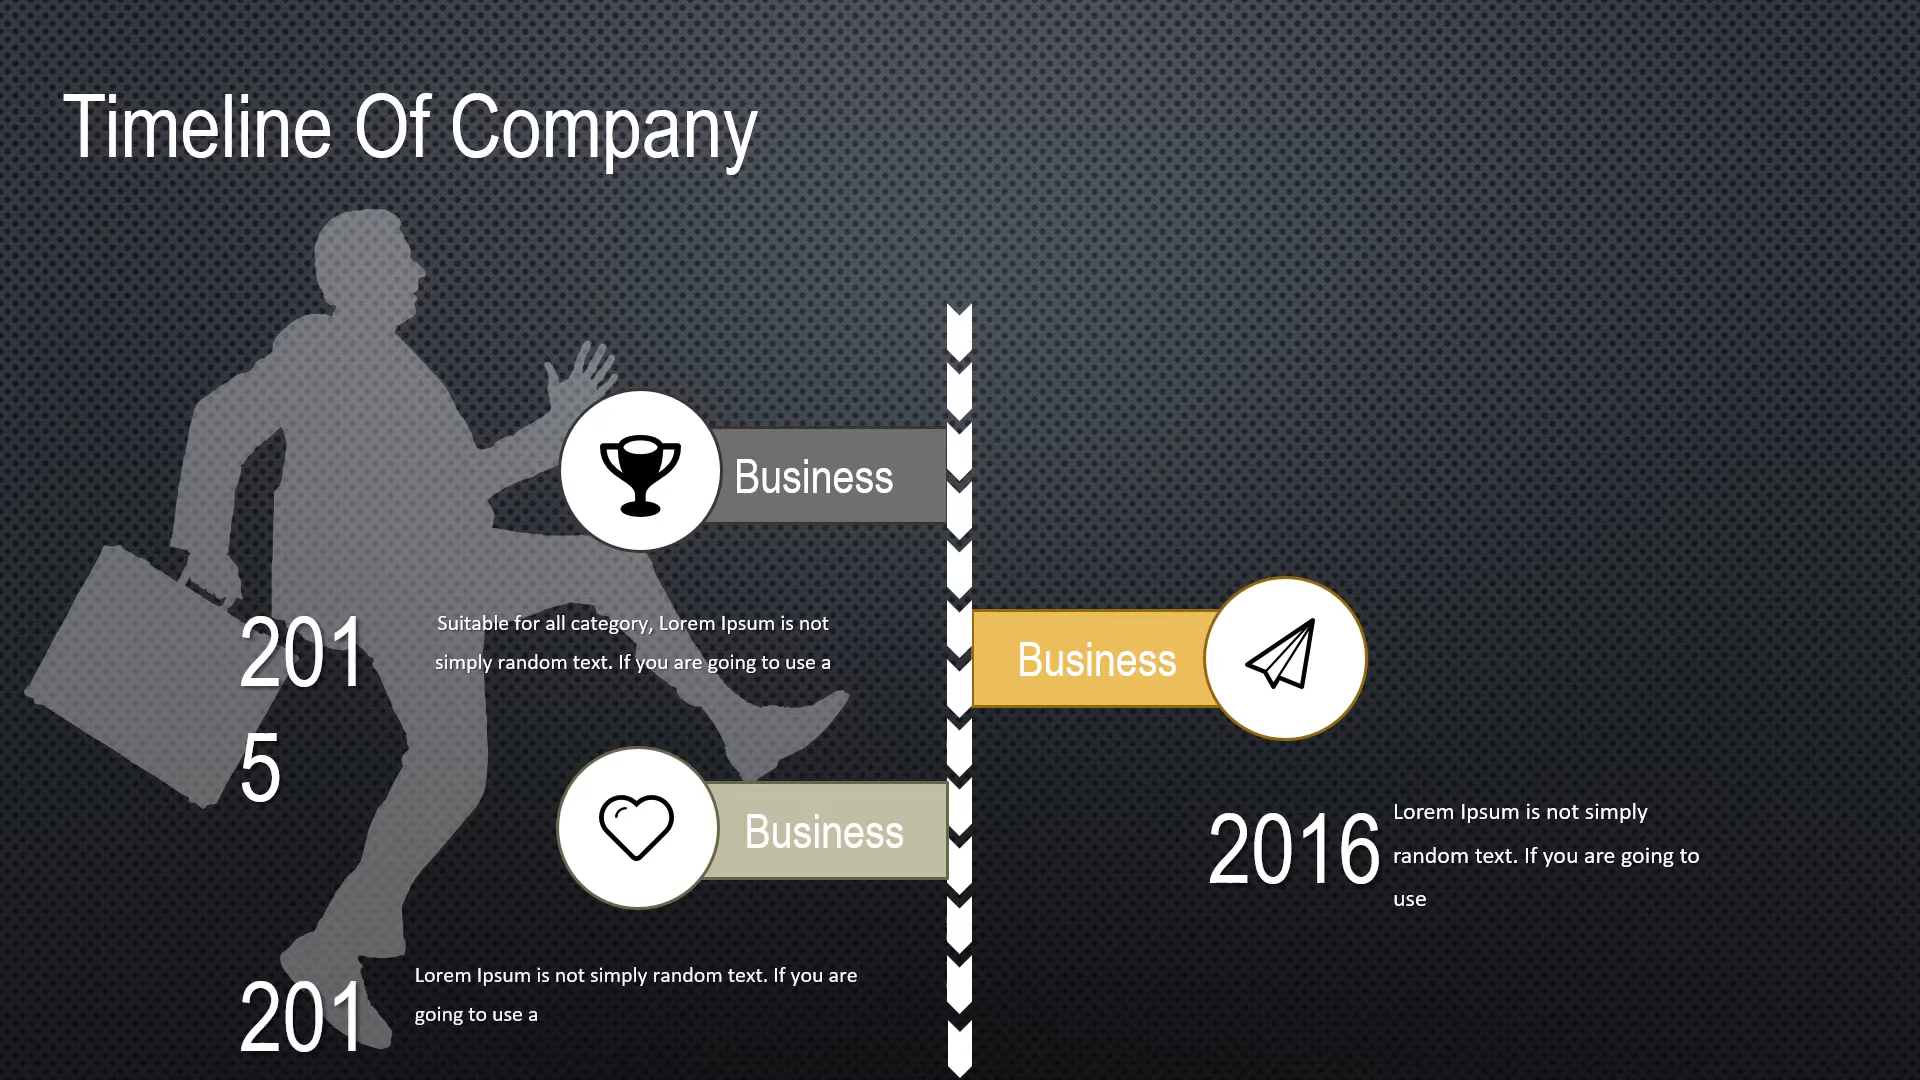 Timeline Of Company
Business
201
5
Suitable for all category, Lorem Ipsum is not
simply random text. If you are going to use a
Business
2016
Lorem Ipsum is not simply
random text. If you are going to
use
Business
201
Lorem Ipsum is not simply random text. If you are
going to use a